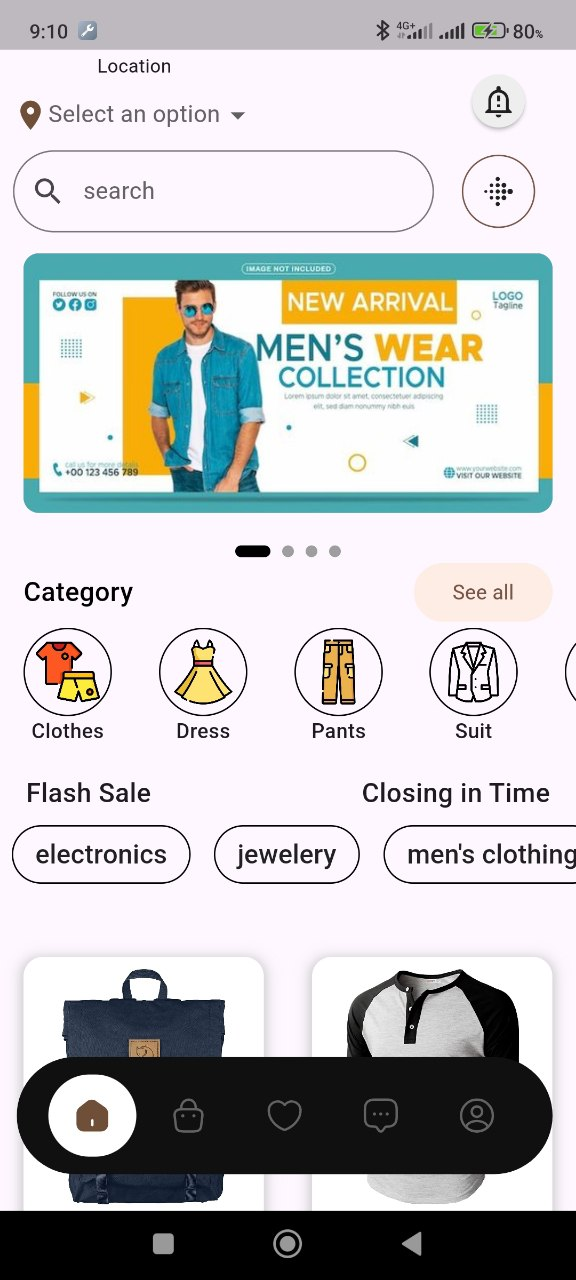 9:10
4G+
80%
Location
Select an option
search
IMAGE NOT INCLUDED
FOLLOW US ON
NEW ARRIVAL
LOGO
Tagline
MEN'S WEAR
COLLECTION
Lorem ipsum dolor sit amet, consectetuer adipiscing
elit, sed diam nonummy nibh euis
call us for more details
+00 123 456 789
www.yourwebsite.com
VISIT OUR WEBSITE
Category
See all
Clothes
Dress
Pants
Suit
Flash Sale
Closing in Time
electronics
jewelery
men's clothing